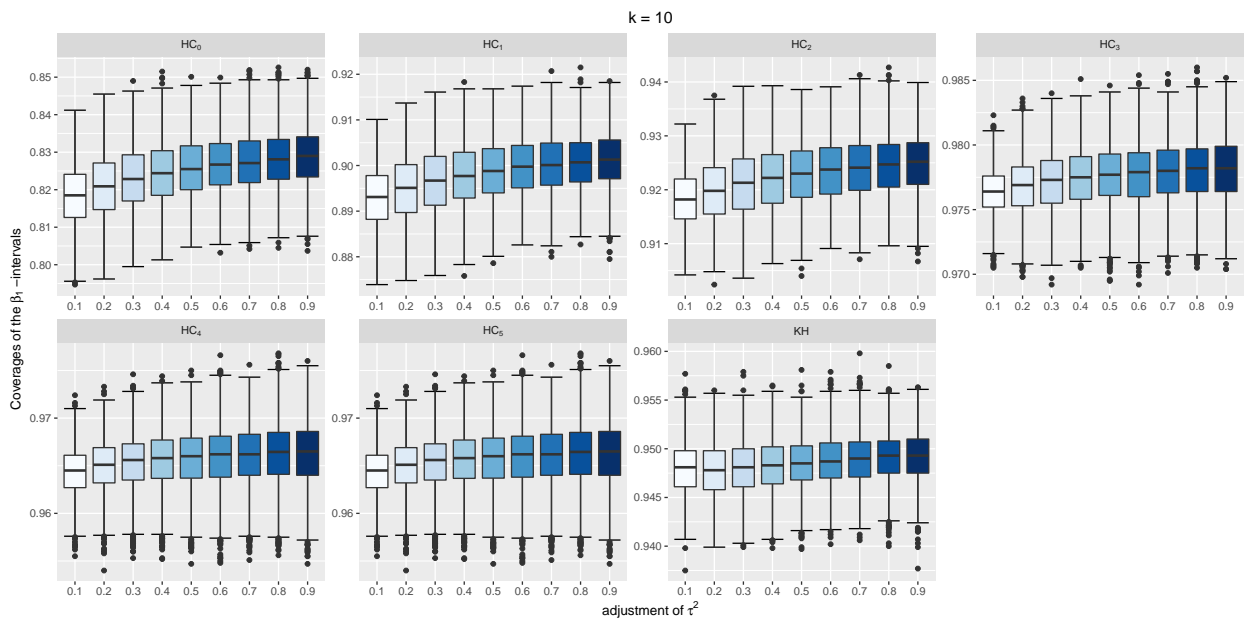 k = 10
HC₀
HC₁
HC₂
HC₃
0.85
0.84
0.83
0.82
0.81
0.80
0.92
0.91
0.90
0.89
0.88
0.94
0.93
0.92
0.91
0.985
0.980
0.975
0.970
0.1 0.2 0.3 0.4 0.5 0.6 0.7 0.8 0.9
0.1 0.2 0.3 0.4 0.5 0.6 0.7 0.8 0.9
0.1 0.2 0.3 0.4 0.5 0.6 0.7 0.8 0.9
0.1 0.2 0.3 0.4 0.5 0.6 0.7 0.8 0.9
Coverages of the β₁ −intervals
HC₄
HC₅
KH
0.97
0.96
0.97
0.96
0.960
0.955
0.950
0.945
0.940
0.1 0.2 0.3 0.4 0.5 0.6 0.7 0.8 0.9
0.1 0.2 0.3 0.4 0.5 0.6 0.7 0.8 0.9
0.1 0.2 0.3 0.4 0.5 0.6 0.7 0.8 0.9
adjustment of τ²